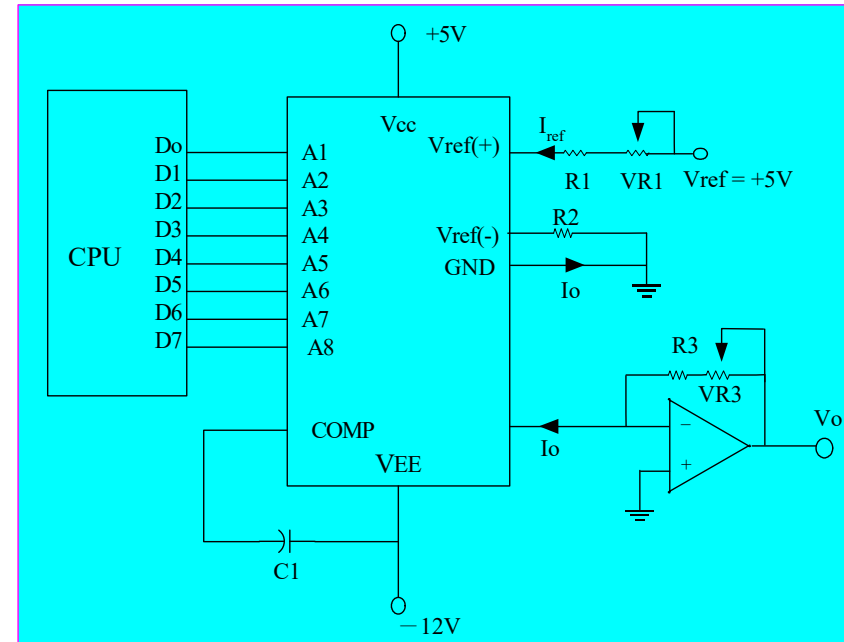 +5V
Vcc
CPU
Do
D1
D2
D3
D4
D5
D6
D7
A1
A2
A3
A4
A5
A6
A7
A8
COMP
VEE
Vref(+)
Iref
R1
VR1
Vref = +5V
Vref(-)
R2
GND
Io
R3
VR3
Io
−
+
Vo
C1
−12V